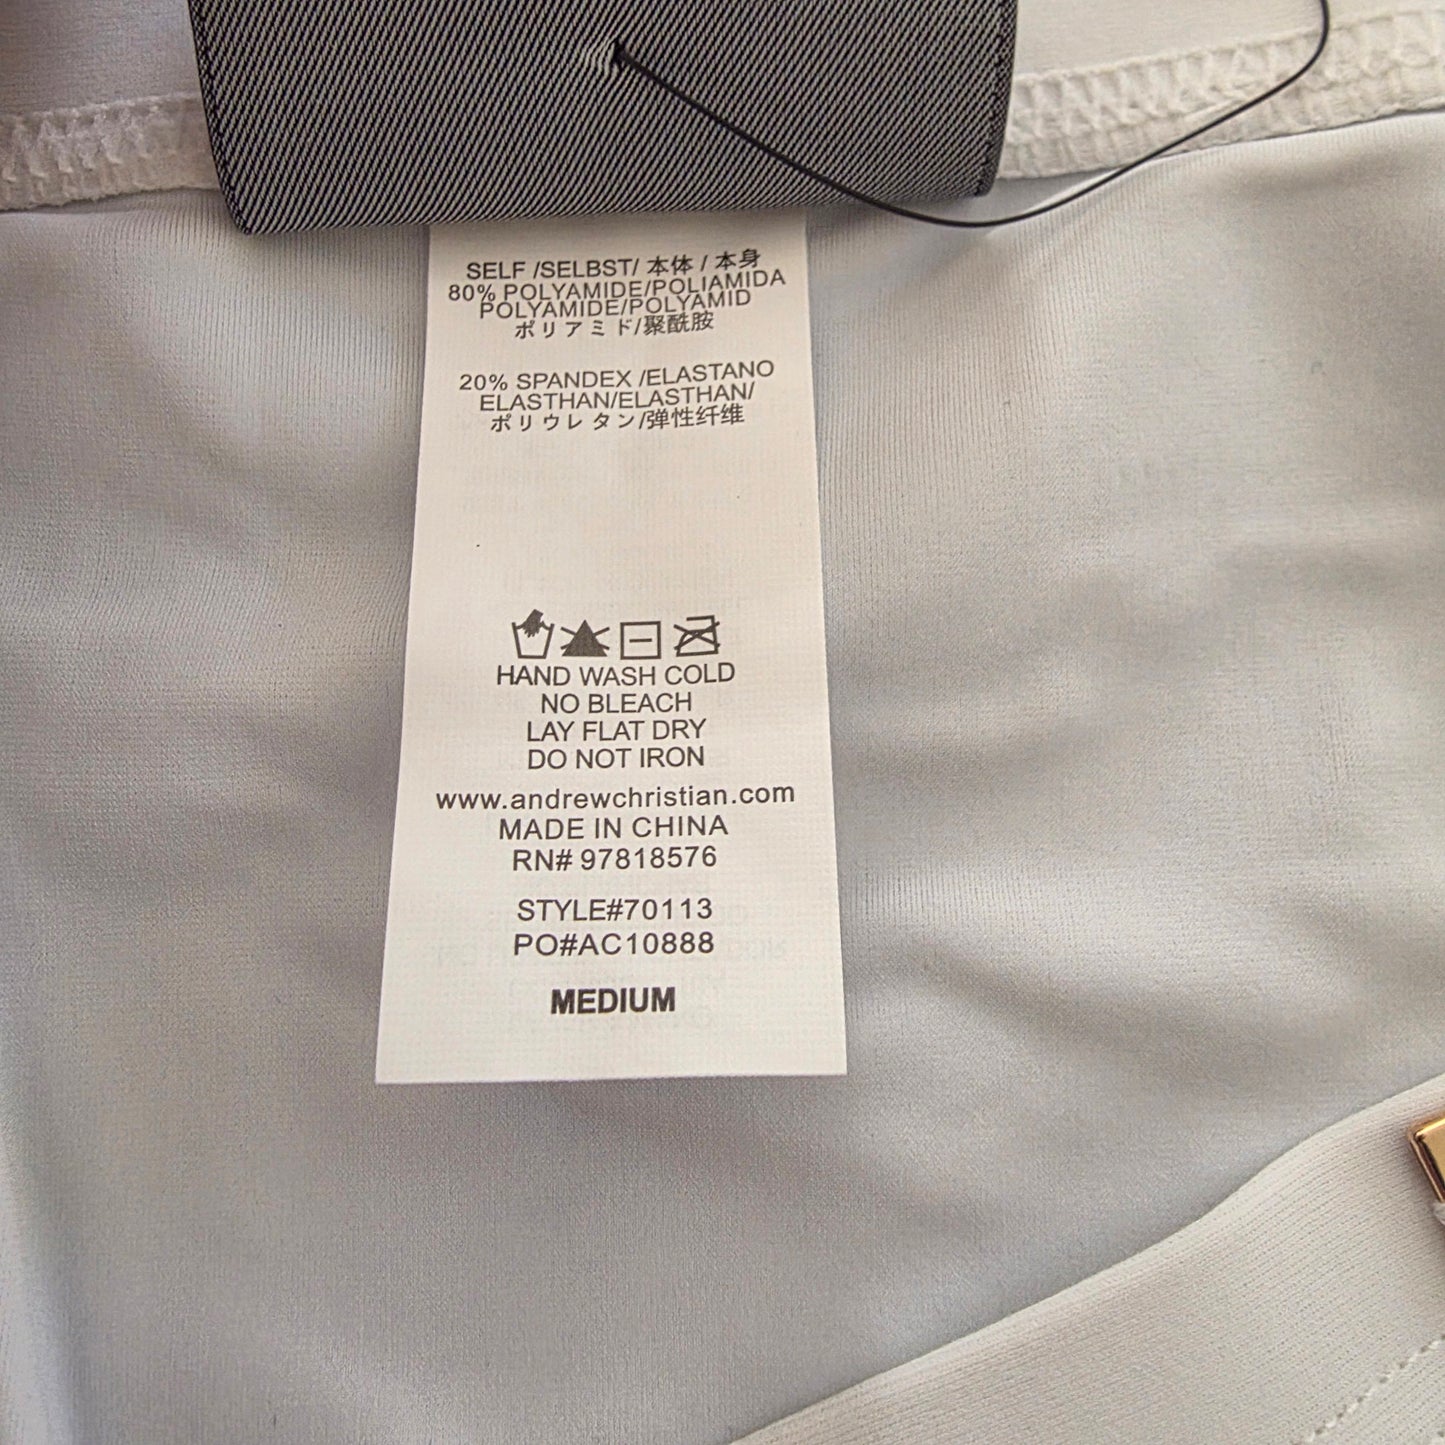 SELF /SELBST/ 本体 / 本身
80% POLYAMIDE/POLIAMIDA
POLYAMIDE/POLYAMID
ポリアミド/聚酰胺
20% SPANDEX /ELASTANO
ELASTHAN/ELASTHAN/
ポリウレタン/弹性纤维
HAND WASH COLD
NO BLEACH
LAY FLAT DRY
DO NOT IRON
www.andrewchristian.com
MADE IN CHINA
RN# 97818576
STYLE#70113
PO#AC10888
MEDIUM